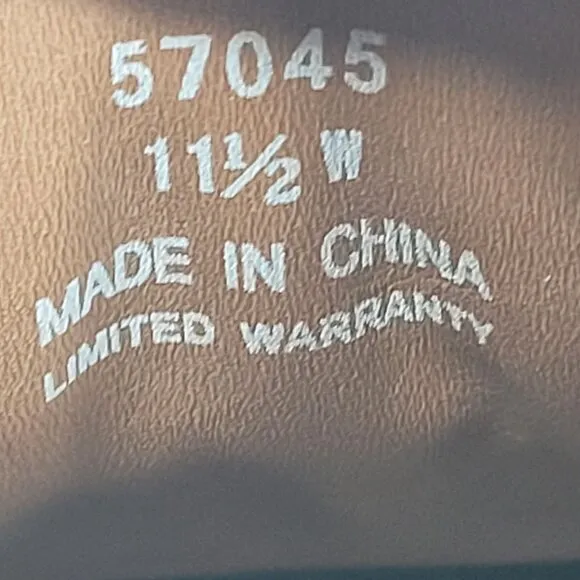 57045
11½ W
MADE IN CHINA
LIMITED WARRANTY